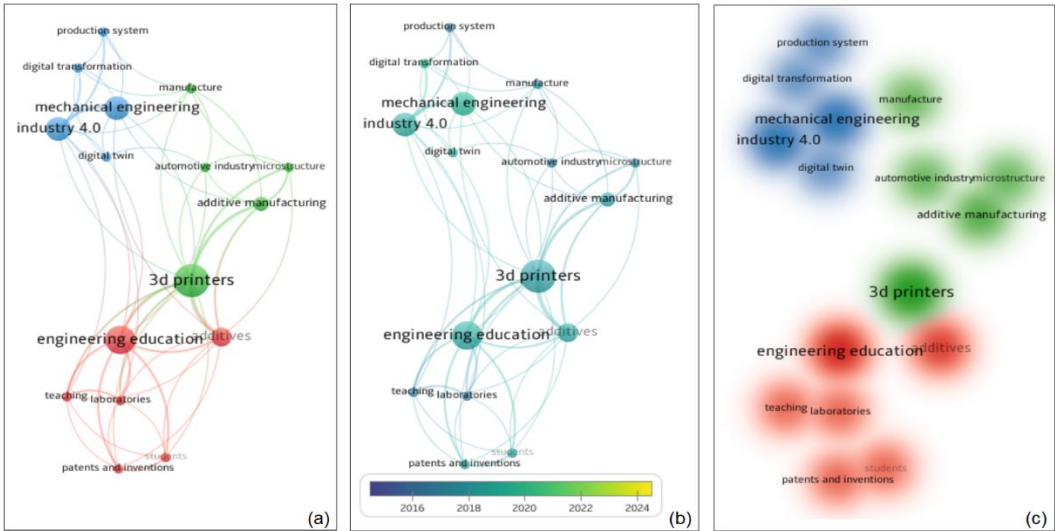 production system
digital transformation
manufacture
mechanical engineering
industry 4.0
digital twin
automotive industry
microstructure
additive manufacturing
3d printers
engineering education
additives
teaching
laboratories
students
patents and inventions
(a)
production system
digital transformation
manufacture
mechanical engineering
industry 4.0
digital twin
automotive industry
microstructure
additive manufacturing
3d printers
engineering education
additives
teaching
laboratories
students
patents and inventions
2016 2018 2020 2022 2024
(b)
production system
digital transformation
manufacture
mechanical engineering
industry 4.0
digital twin
automotive industry
microstructure
additive manufacturing
3d printers
engineering education
additives
teaching
laboratories
students
patents and inventions
(c)